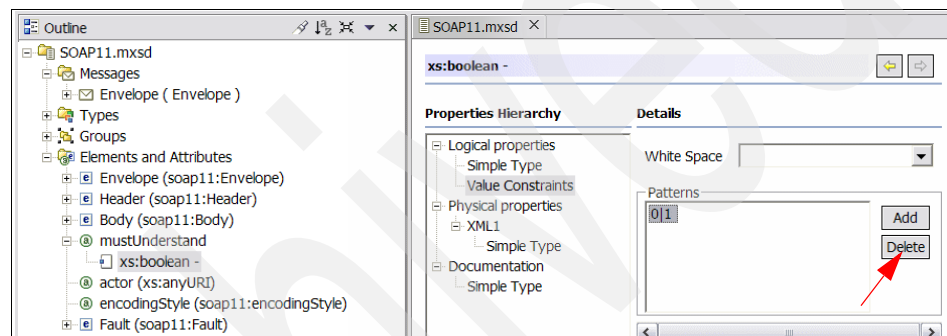 Outline
SOAP11.mxsd
Messages
Envelope ( Envelope )
Types
Groups
Elements and Attributes
Envelope (soap11:Envelope)
Header (soap11:Header)
Body (soap11:Body)
mustUnderstand
xs:boolean -
actor (xs:anyURI)
encodingStyle (soap11:encodingStyle)
Fault (soap11:Fault)
SOAP11.mxsd
xs:boolean -
Properties Hierarchy
Logical properties
Simple Type
Value Constraints
Physical properties
XML1
Simple Type
Documentation
Simple Type
Details
White Space
Patterns
0|1
Add
Delete